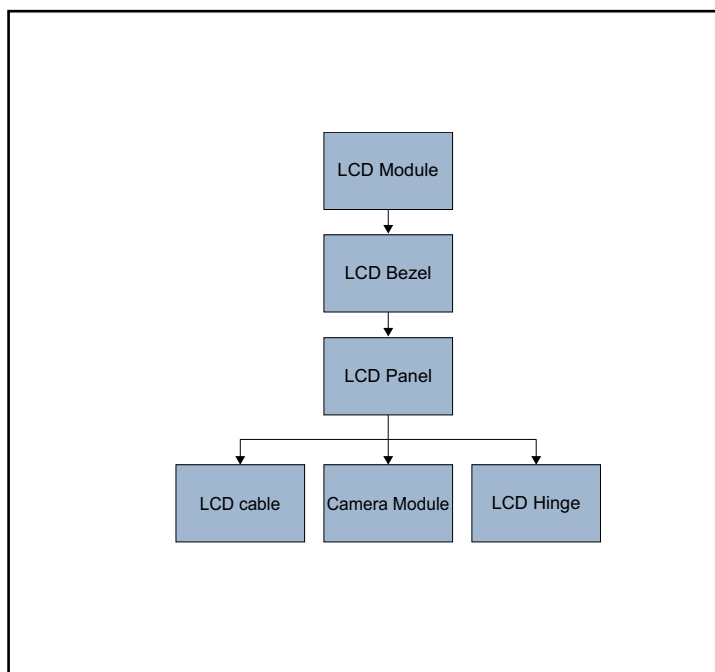 LCD Module
LCD Bezel
LCD Panel
LCD cable
Camera Module
LCD Hinge